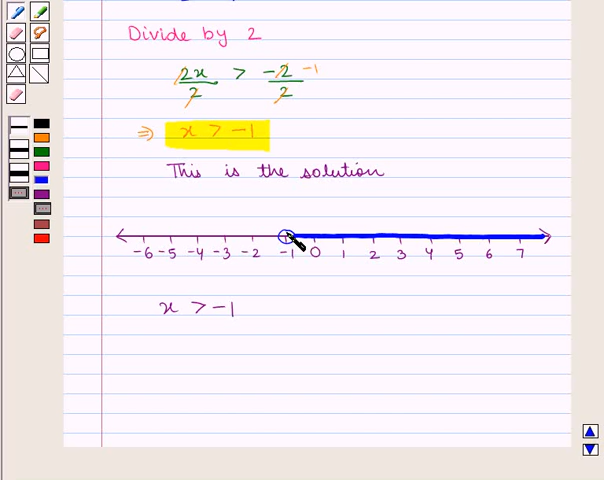 Divide by 2
2x/2 > -2/2 -1
⇒ x > -1
This is the solution
-6 -5 -4 -3 -2 -1 0 1 2 3 4 5 6 7
x > -1